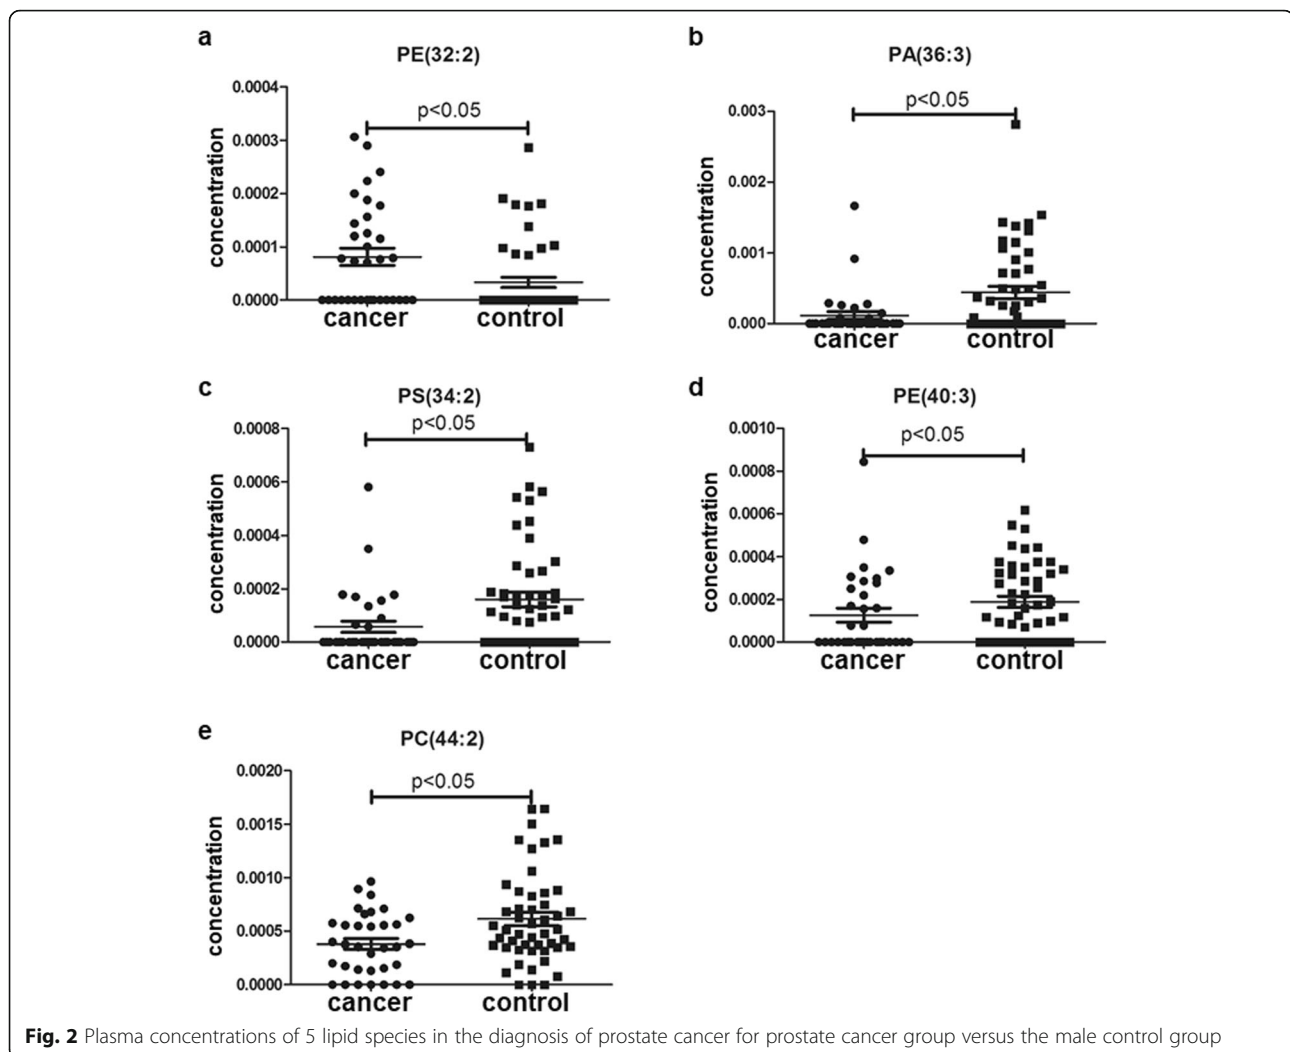 a
PE(32:2)
0.0004
0.0003
0.0002
0.0001
0.0000
concentration
p<0.05
cancer control
b
PA(36:3)
0.003
0.002
0.001
0.000
concentration
p<0.05
cancer control
c
PS(34:2)
0.0008
0.0006
0.0004
0.0002
0.0000
concentration
p<0.05
cancer control
d
PE(40:3)
0.0010
0.0008
0.0006
0.0004
0.0002
0.0000
concentration
p<0.05
cancer control
e
PC(44:2)
0.0020
0.0015
0.0010
0.0005
0.0000
concentration
p<0.05
cancer control
Fig. 2 Plasma concentrations of 5 lipid species in the diagnosis of prostate cancer for prostate cancer group versus the male control group